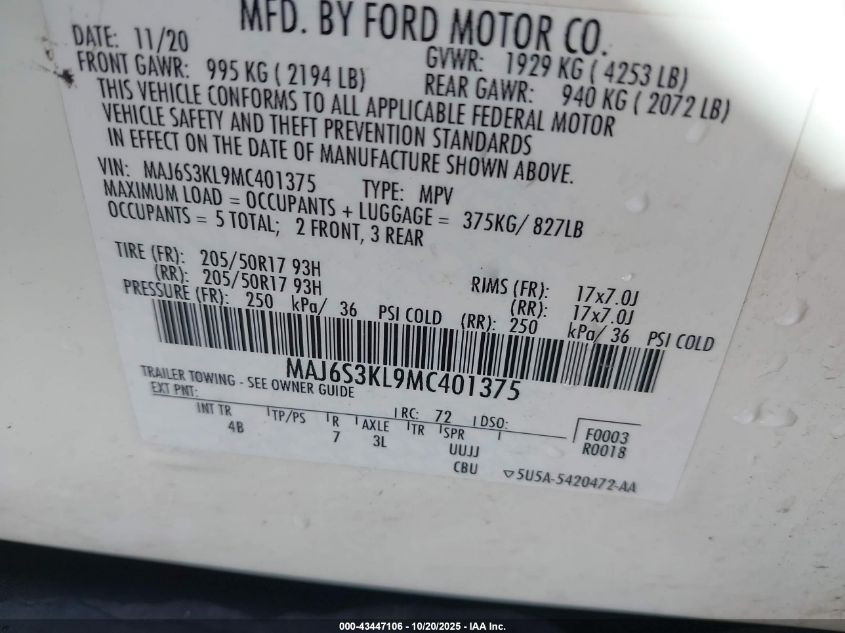 MFD. BY FORD MOTOR CO.
DATE: 11/20 GVWR: 1929 KG ( 4253 LB)
FRONT GAWR: 995 KG ( 2194 LB) REAR GAWR: 940 KG ( 2072 LB)
THIS VEHICLE CONFORMS TO ALL APPLICABLE FEDERAL MOTOR
VEHICLE SAFETY AND THEFT PREVENTION STANDARDS
IN EFFECT ON THE DATE OF MANUFACTURE SHOWN ABOVE.
VIN: MAJ6S3KL9MC401375 TYPE: MPV
MAXIMUM LOAD = OCCUPANTS + LUGGAGE = 375KG/ 827LB
OCCUPANTS = 5 TOTAL; 2 FRONT, 3 REAR
TIRE (FR): 205/50R17 93H RIMS (FR): 17x7.0J
(RR): 205/50R17 93H (RR): 17x7.0J
PRESSURE (FR): 250 kPa/ 36 PSI COLD (RR): 250 kPa/ 36 PSI COLD
MAJ6S3KL9MC401375
TRAILER TOWING - SEE OWNER GUIDE
EXT PNT: RC: 72 DSO:
INT TR TP/PS R AXLE TR SPR F0003
4B 7 3L UUJJ R0018
CBU 5U5A-5420472-AA
000-43447106 - 10/20/2025 - IAA Inc.